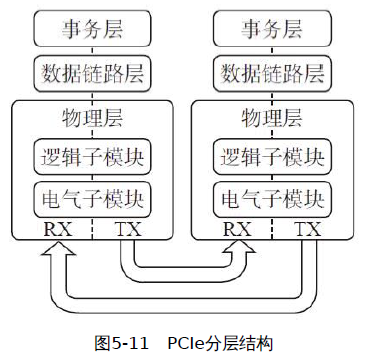 事务层 事务层
数据链路层 数据链路层
物理层 物理层
逻辑子模块 逻辑子模块
电气子模块 电气子模块
RX TX RX TX
图5-11 PCIe分层结构